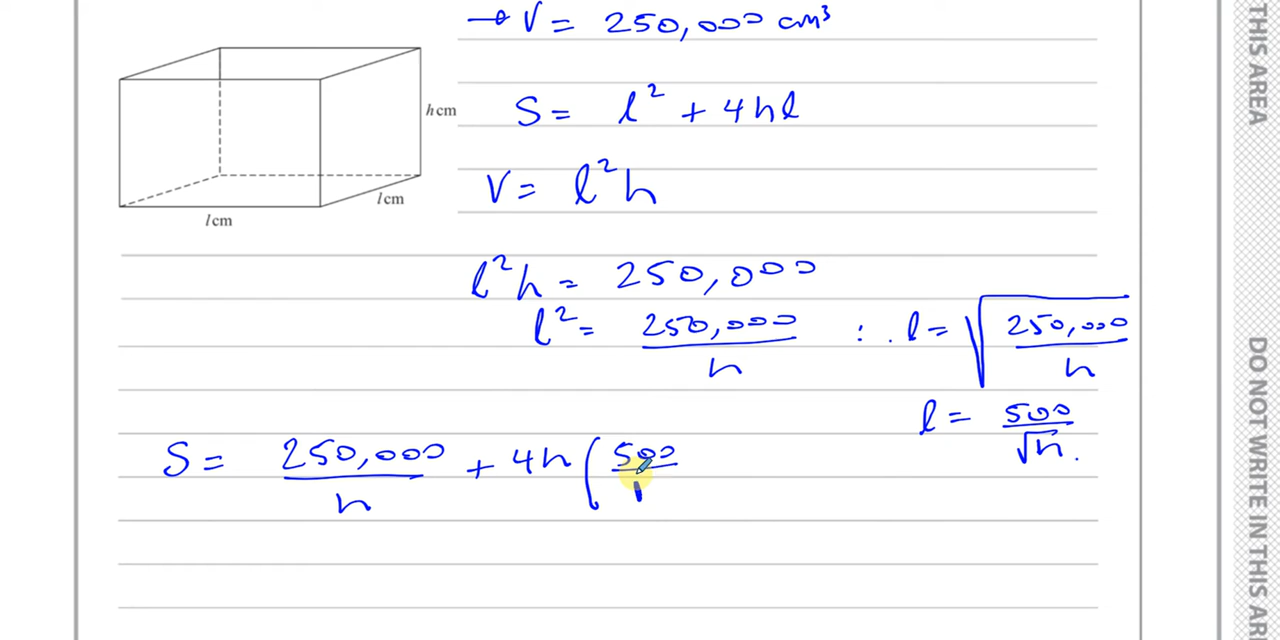 → V = 250,000 cm³
h cm
S = l² + 4hl
V = l²h
l cm
l cm
l²h = 250,000
l² = 250,000/h ∴ l = √(250,000/h)
l = 500/√h.
S = 250,000/h + 4h (500/
THIS AREA
DO NOT WRITE IN THIS AR